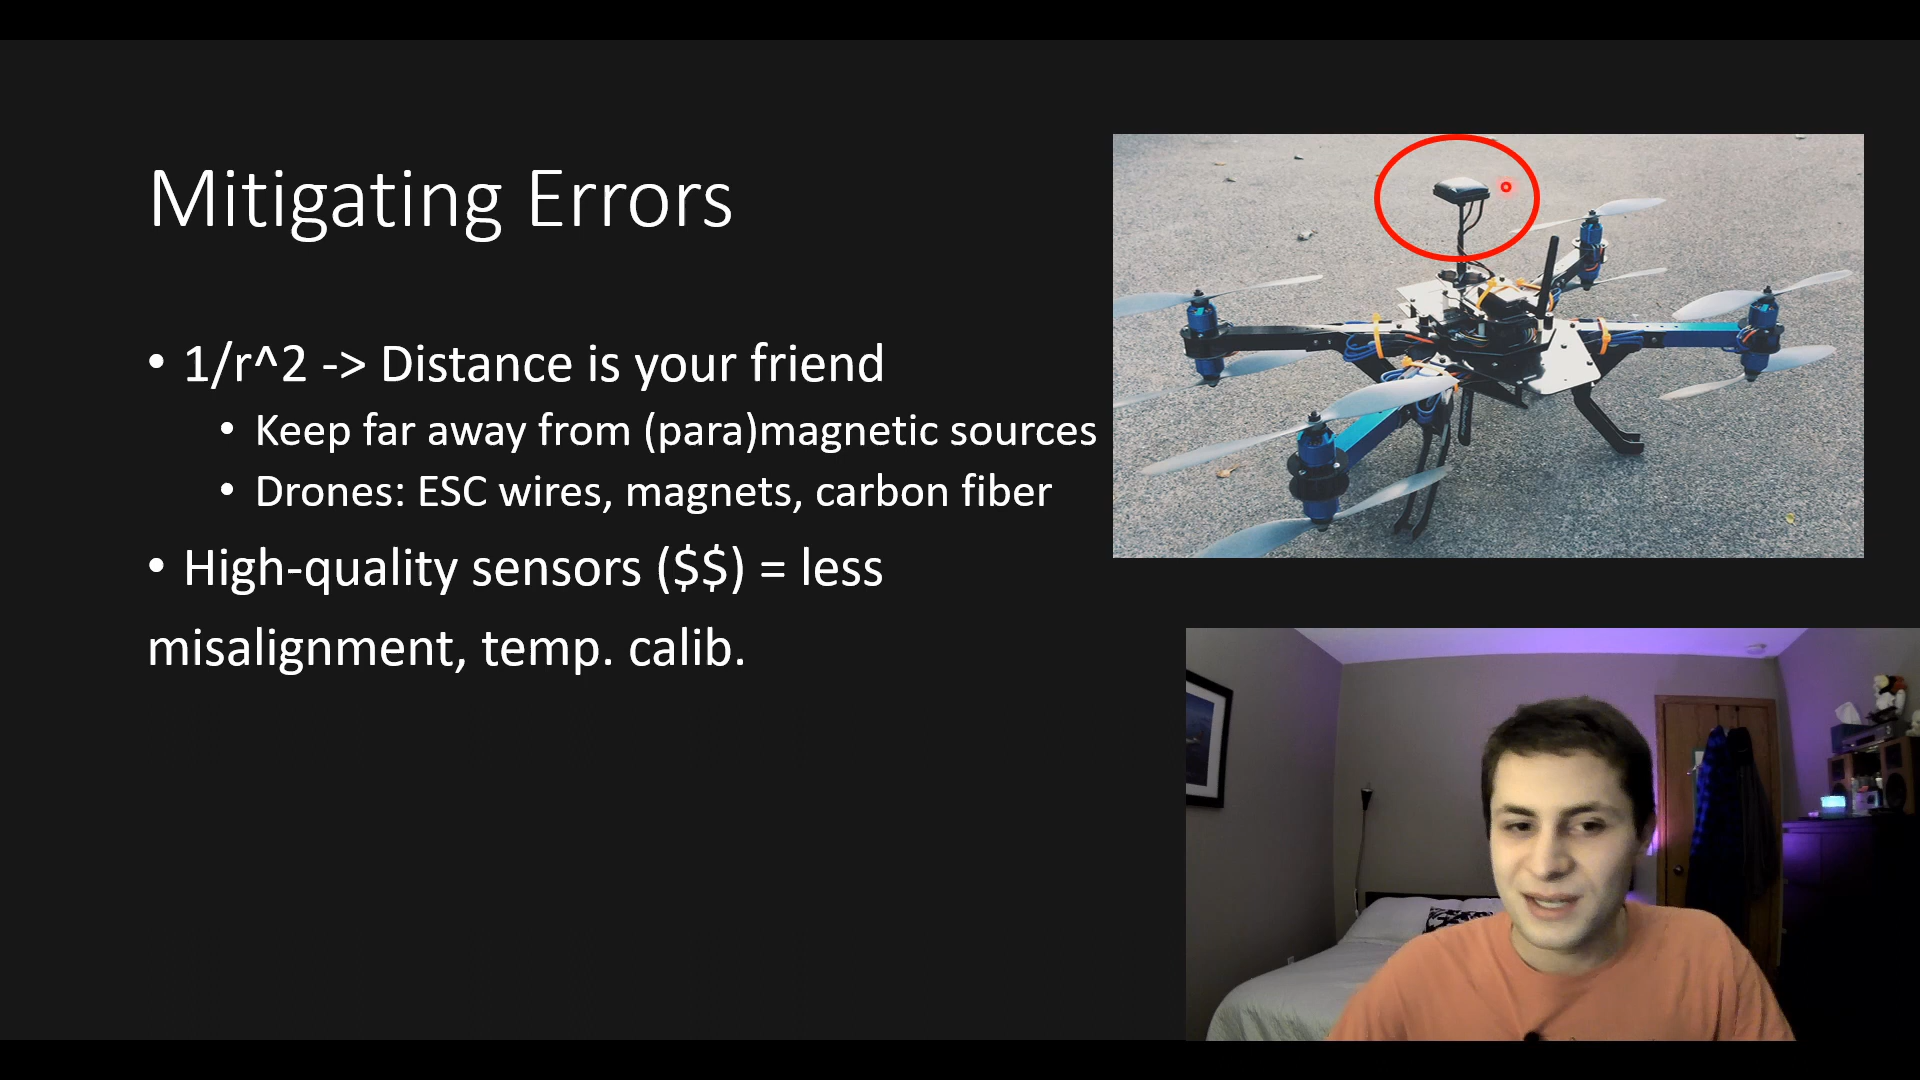 Mitigating Errors
• 1/r^2 -> Distance is your friend
• Keep far away from (para)magnetic sources
• Drones: ESC wires, magnets, carbon fiber
• High-quality sensors ($$) = less
misalignment, temp. calib.